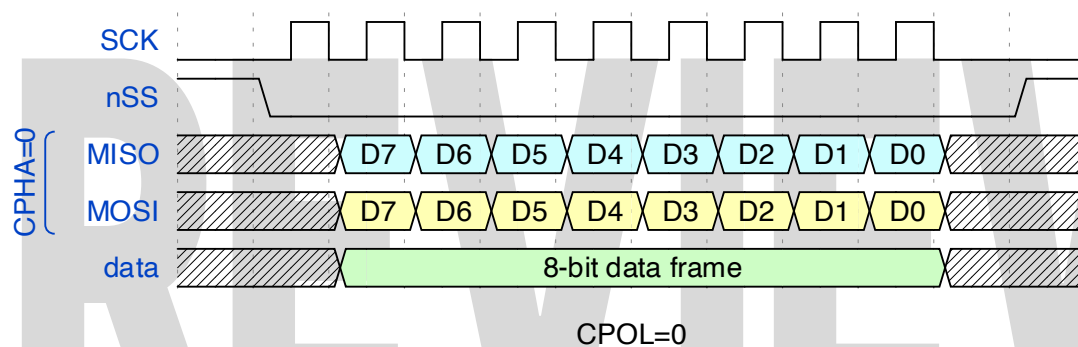 SCK
nSS
CPHA=0
MISO D7 D6 D5 D4 D3 D2 D1 D0
MOSI D7 D6 D5 D4 D3 D2 D1 D0
data 8-bit data frame
CPOL=0
REVIEW